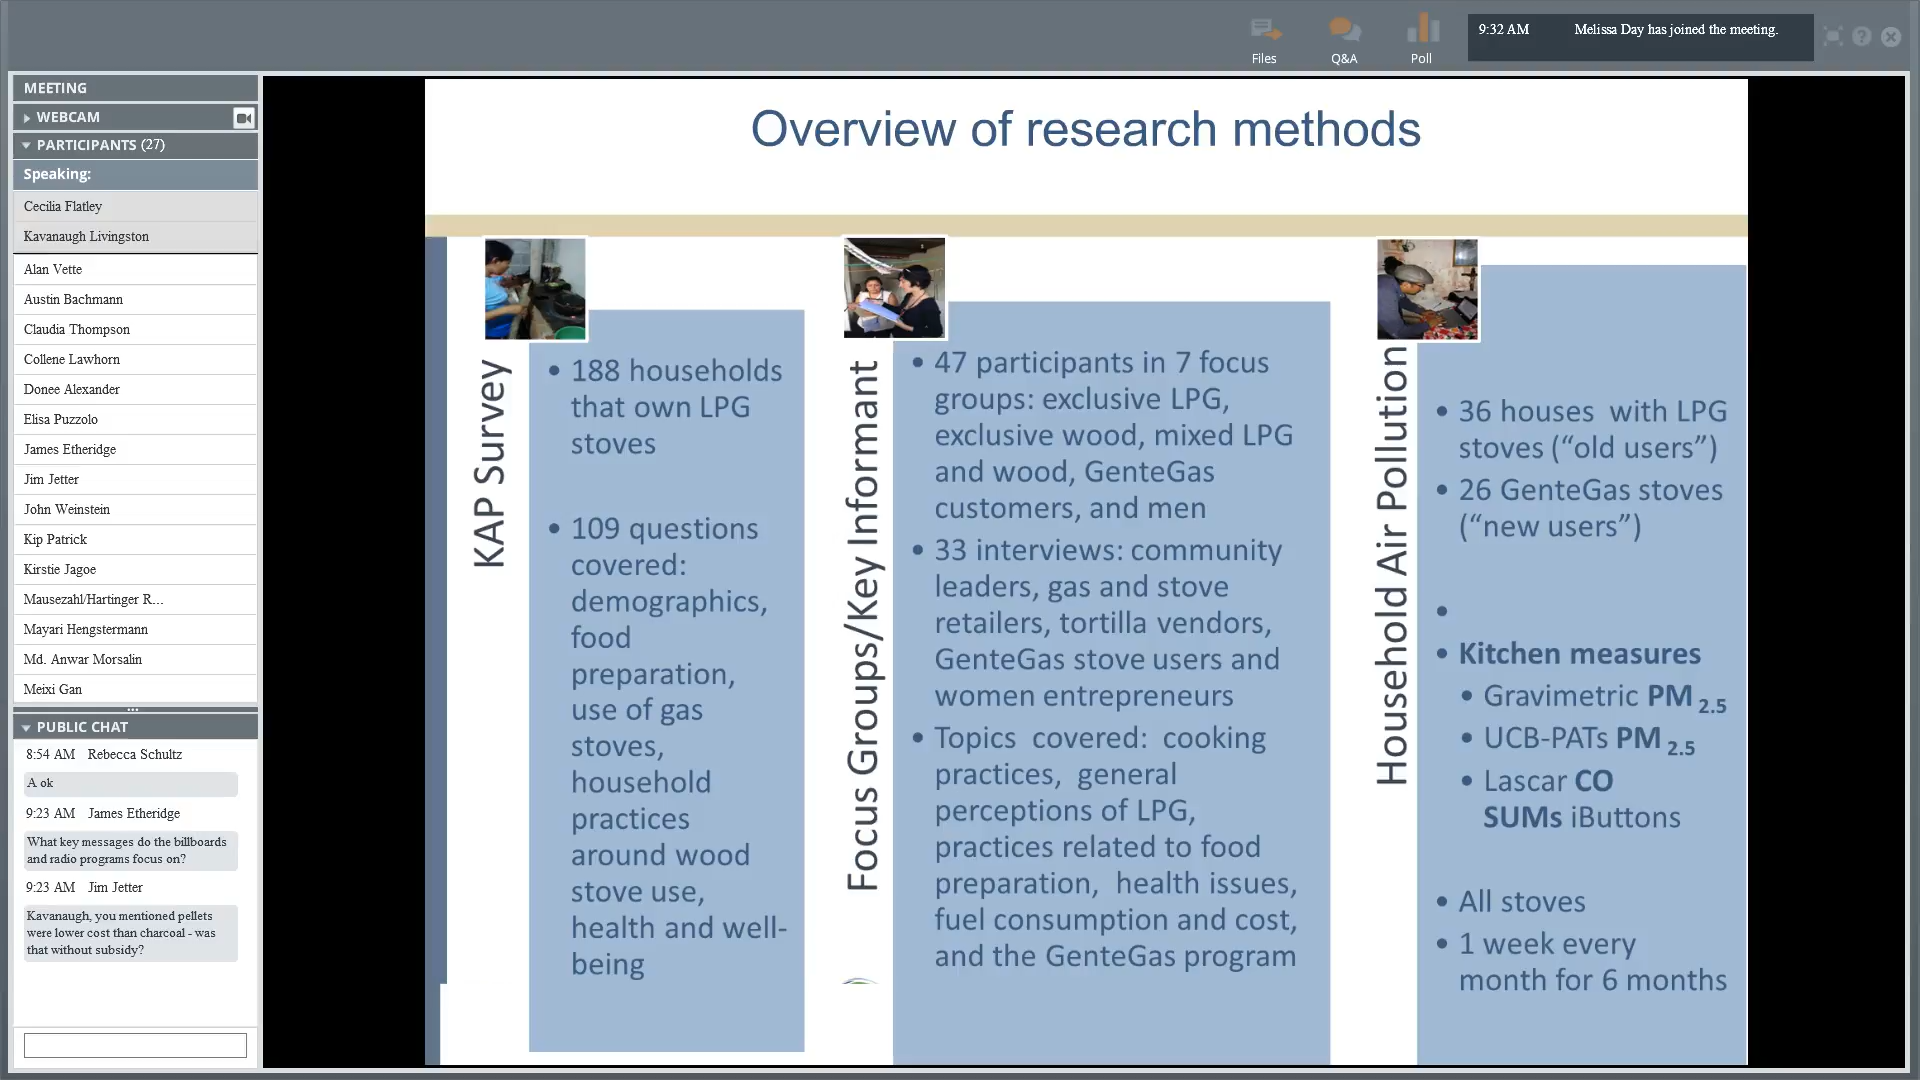 Files
Q&A
Poll
9:32 AM Melissa Day has joined the meeting.
MEETING
WEBCAM
PARTICIPANTS (27)
Speaking:
Cecilia Flatley
Kavanaugh Livingston
Alan Vette
Austin Bachmann
Claudia Thompson
Collene Lawhorn
Donee Alexander
Elisa Puzzolo
James Etheridge
Jim Jetter
John Weinstein
Kip Patrick
Kirstie Jagoe
Mausezahl/Hartinger R...
Mayari Hengstermann
Md. Anwar Morsalin
Meixi Gan
PUBLIC CHAT
8:54 AM Rebecca Schultz
A ok
9:23 AM James Etheridge
What key messages do the billboards
and radio programs focus on?
9:23 AM Jim Jetter
Kavanaugh, you mentioned pellets
were lower cost than charcoal - was
that without subsidy?
Overview of research methods
KAP Survey
• 188 households
that own LPG
stoves
• 109 questions
covered:
demographics,
food
preparation,
use of gas
stoves,
household
practices
around wood
stove use,
health and well-
being
Focus Groups/Key Informant
• 47 participants in 7 focus
groups: exclusive LPG,
exclusive wood, mixed LPG
and wood, GenteGas
customers, and men
• 33 interviews: community
leaders, gas and stove
retailers, tortilla vendors,
GenteGas stove users and
women entrepreneurs
• Topics covered: cooking
practices, general
perceptions of LPG,
practices related to food
preparation, health issues,
fuel consumption and cost,
and the GenteGas program
Household Air Pollution
• 36 houses with LPG
stoves (“old users”)
• 26 GenteGas stoves
(“new users”)
•
• Kitchen measures
• Gravimetric PM 2.5
• UCB-PATs PM 2.5
• Lascar CO
SUMs iButtons
• All stoves
• 1 week every
month for 6 months